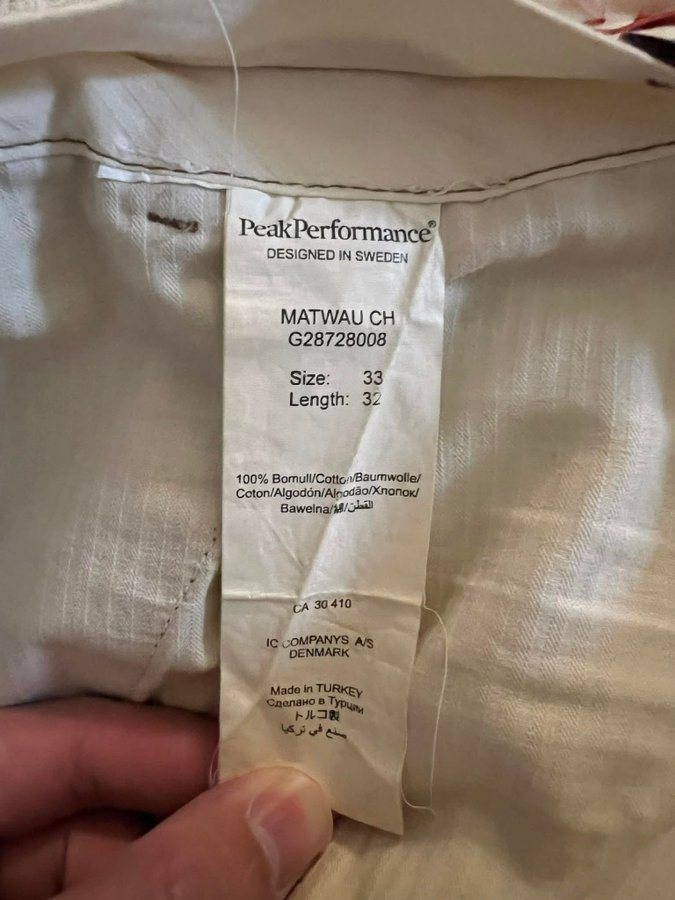 PeakPerformance®
DESIGNED IN SWEDEN
MATWAU CH
G28728008
Size: 33
Length: 32
100% Bomull/Cotton/Baumwolle/
Coton/Algodón/Algodão/Хлопок/
Bawełna/綿/القطن
CA 30 410
IC COMPANYS A/S
DENMARK
Made in TURKEY
Сделано в Турции
トルコ製
صنع في تركيا